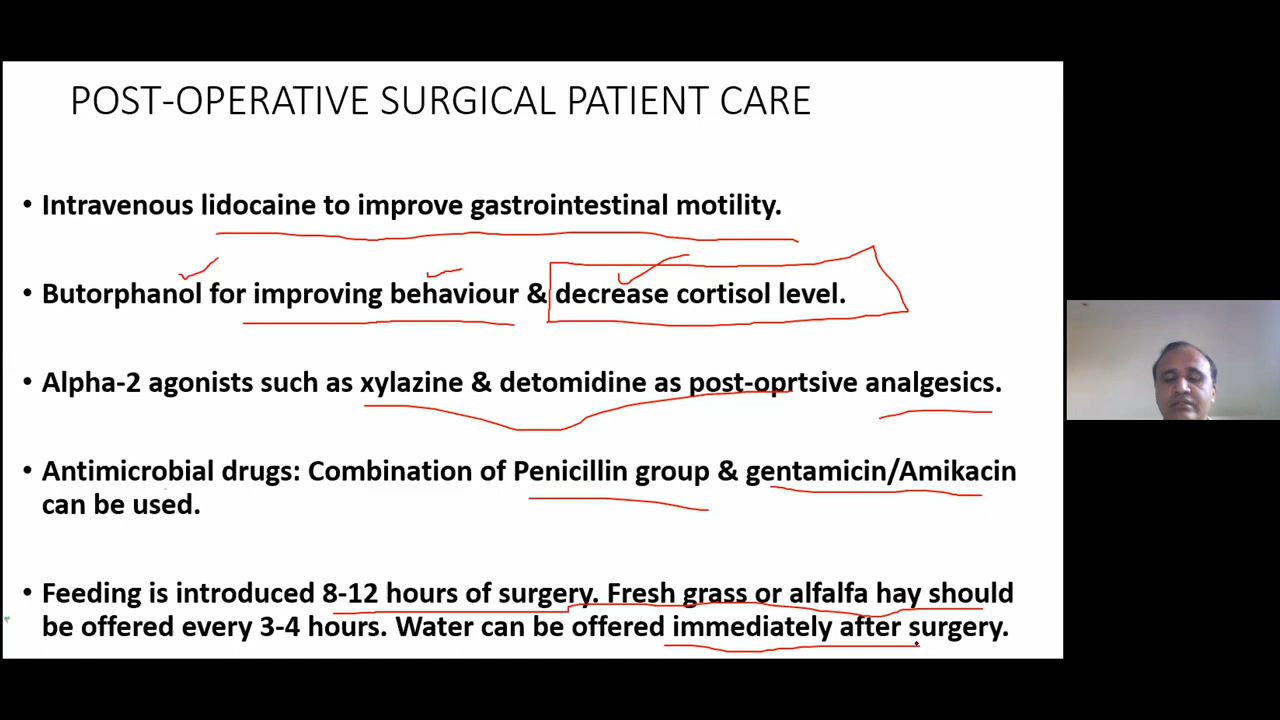 POST-OPERATIVE SURGICAL PATIENT CARE
• Intravenous lidocaine to improve gastrointestinal motility.
• Butorphanol for improving behaviour & decrease cortisol level.
• Alpha-2 agonists such as xylazine & detomidine as post-oprtsive analgesics.
• Antimicrobial drugs: Combination of Penicillin group & gentamicin/Amikacin
can be used.
• Feeding is introduced 8-12 hours of surgery. Fresh grass or alfalfa hay should
be offered every 3-4 hours. Water can be offered immediately after surgery.